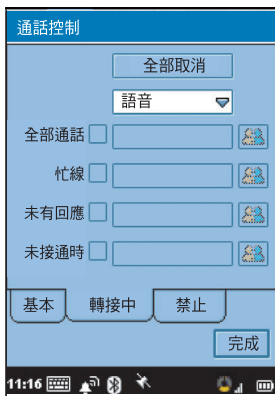 通話控制
全部取消
語音
全部通話
忙線
未有回應
未接通時
基本 轉接中 禁止
完成
11:16